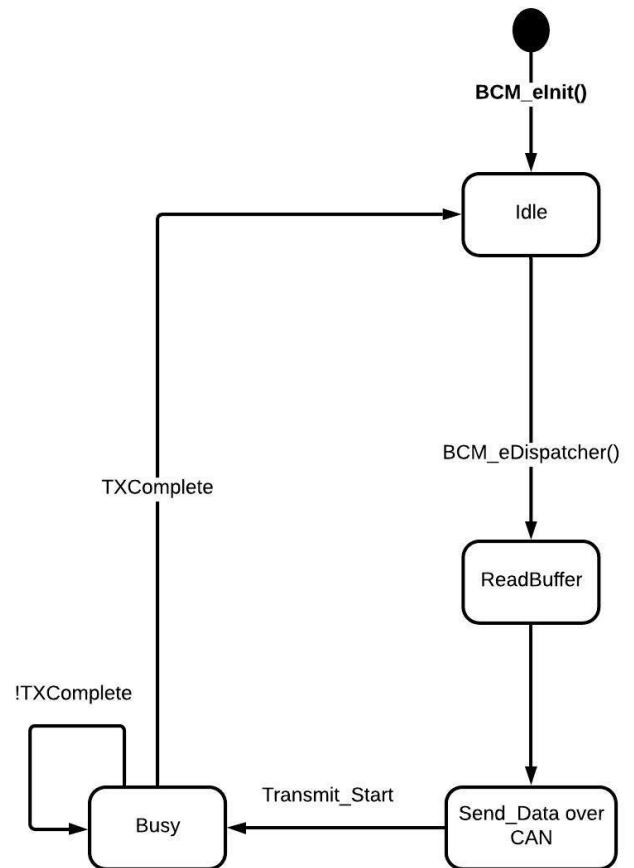 BCM_eInit()
Idle
BCM_eDispatcher()
TXComplete
ReadBuffer
!TXComplete
Transmit_Start
Send_Data over
CAN
Busy